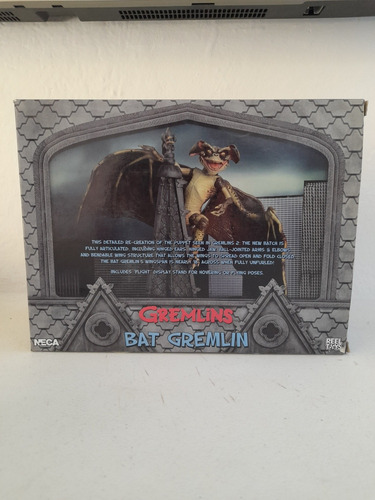 THIS DETAILED RE-CREATION OF THE PUPPET SEEN IN GREMLINS 2: THE NEW BATCH IS
FULLY ARTICULATED, INCLUDING HINGED EARS, HINGED JAW, BALL-JOINTED ARMS & ELBOWS,
AND BENDABLE WING STRUCTURE THAT ALLOWS THE WINGS TO SPREAD OPEN AND FOLD CLOSED.
THE BAT GREMLIN'S WINGSPAN IS NEARLY ACROSS WHEN FULLY UNFURLED!
INCLUDES "FLIGHT" DISPLAY STAND FOR HOVERING OR FLYING POSES.
GREMLINS
BAT GREMLIN
NECA
REEL
TOYS